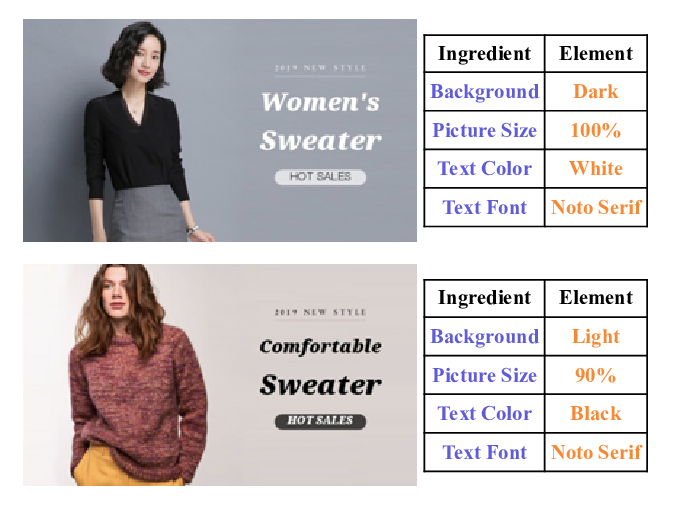 2019 NEW STYLE
Women's
Sweater
HOT SALES
Ingredient Element
Background Dark
Picture Size 100%
Text Color White
Text Font Noto Serif
2019 NEW STYLE
Comfortable
Sweater
HOT SALES
Ingredient Element
Background Light
Picture Size 90%
Text Color Black
Text Font Noto Serif